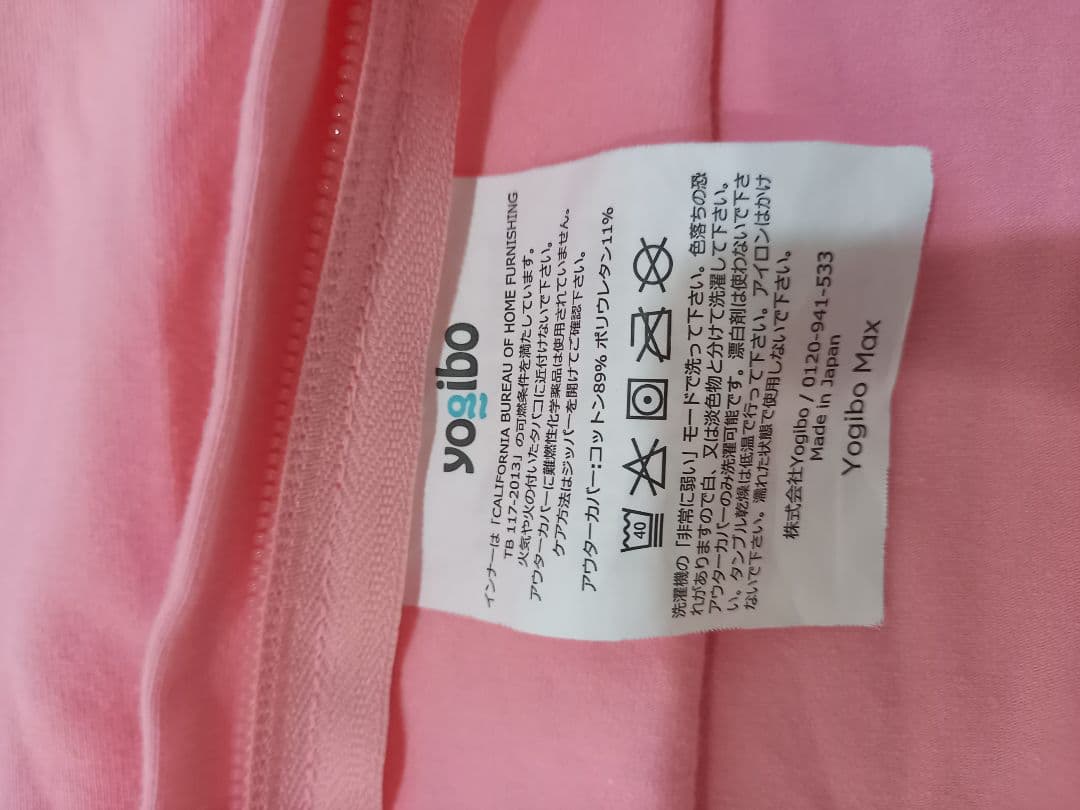 yogibo
インナーは「CALIFORNIA BUREAU OF HOME FURNISHING
TB 117-2013」の可燃条件を満たしています。
火気や火の付いたタバコに近付けないで下さい。
アウターカバーに難燃性化学薬品は使用されていません。
ケア方法はジッパーを開けてご確認下さい。
アウターカバー:コットン89% ポリウレタン11%
40
洗濯機の「非常に弱い」モードで洗って下さい。色落ちの恐
れがありますので白、又は淡色物と分けて洗濯して下さい。
アウターカバーのみ洗濯可能です。漂白剤は使わないで下さ
い。タンブル乾燥は低温で行って下さい。アイロンはかけ
ないで下さい。濡れた状態で使用しないで下さい。
株式会社Yogibo / 0120-941-533
Made in Japan
Yogibo Max